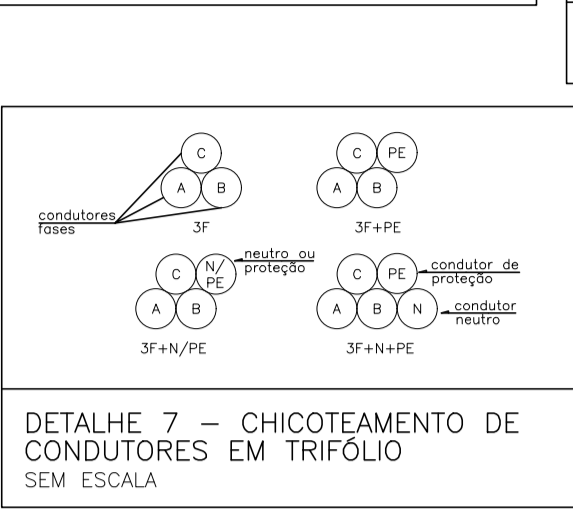 C
A B
condutores
fases
3F
C PE
A B
3F+PE
C N/
PE
neutro ou
proteção
A B
3F+N/PE
C PE
condutor de
proteção
A B N
condutor
neutro
3F+N+PE
DETALHE 7 – CHICOTEAMENTO DE
CONDUTORES EM TRIFÓLIO
SEM ESCALA